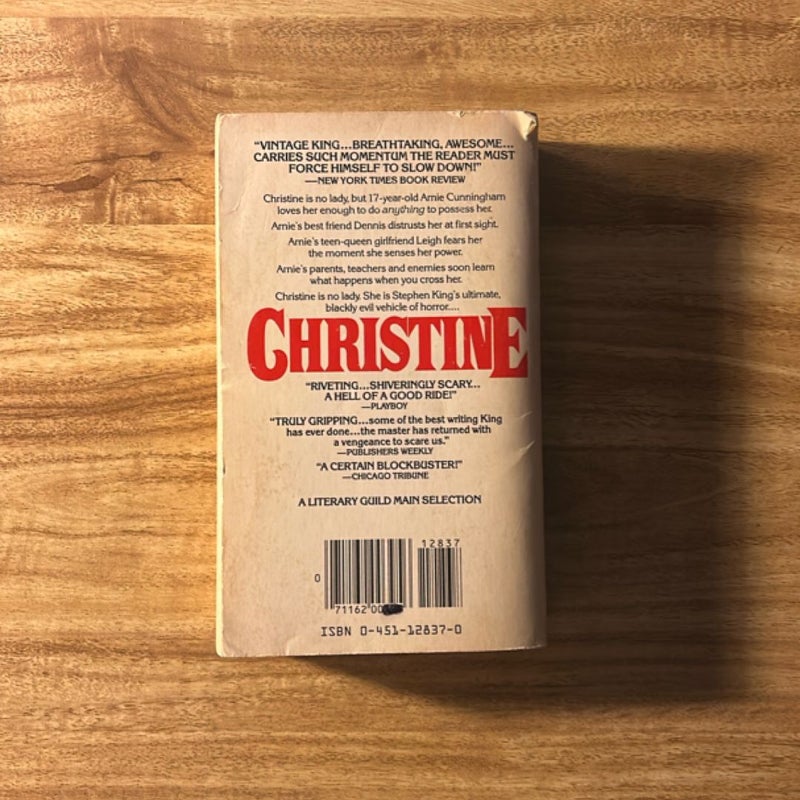 “VINTAGE KING...BREATHTAKING, AWESOME...
CARRIES SUCH MOMENTUM THE READER MUST
FORCE HIMSELF TO SLOW DOWN!”
—NEW YORK TIMES BOOK REVIEW
Christine is no lady, but 17-year-old Arnie Cunningham
loves her enough to do anything to possess her.
Arnie's best friend Dennis distrusts her at first sight.
Arnie's teen-queen girlfriend Leigh fears her
the moment she senses her power.
Arnie's parents, teachers and enemies soon learn
what happens when you cross her.
Christine is no lady. She is Stephen King's ultimate,
blackly evil vehicle of horror....
CHRISTINE
“RIVETING...SHIVERINGLY SCARY...
A HELL OF A GOOD RIDE!”
—PLAYBOY
“TRULY GRIPPING...some of the best writing King
has ever done...the master has returned with
a vengeance to scare us.”
—PUBLISHERS WEEKLY
“A CERTAIN BLOCKBUSTER!”
—CHICAGO TRIBUNE
A LITERARY GUILD MAIN SELECTION
12837
0
71162 00
ISBN 0-451-12837-0